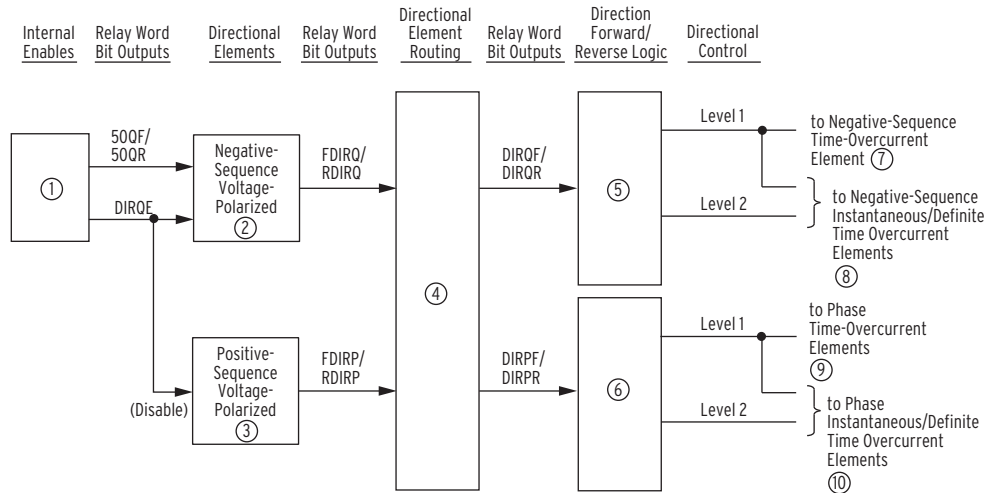 Internal
Enables
Relay Word
Bit Outputs
Directional
Elements
Relay Word
Bit Outputs
Directional
Element
Routing
Relay Word
Bit Outputs
Direction
Forward/
Reverse Logic
Directional
Control
1
50QF/
50QR
DIRQE
Negative-
Sequence
Voltage-
Polarized
2
FDIRQ/
RDIRQ
4
DIRQF/
DIRQR
5
Level 1
to Negative-Sequence
Time-Overcurrent
Element 7
Level 2
to Negative-Sequence
Instantaneous/Definite
Time Overcurrent
Elements
8
(Disable)
Positive-
Sequence
Voltage-
Polarized
3
FDIRP/
RDIRP
DIRPF/
DIRPR
6
Level 1
to Phase
Time-Overcurrent
Elements
9
Level 2
to Phase
Instantaneous/Definite
Time Overcurrent
Elements
10